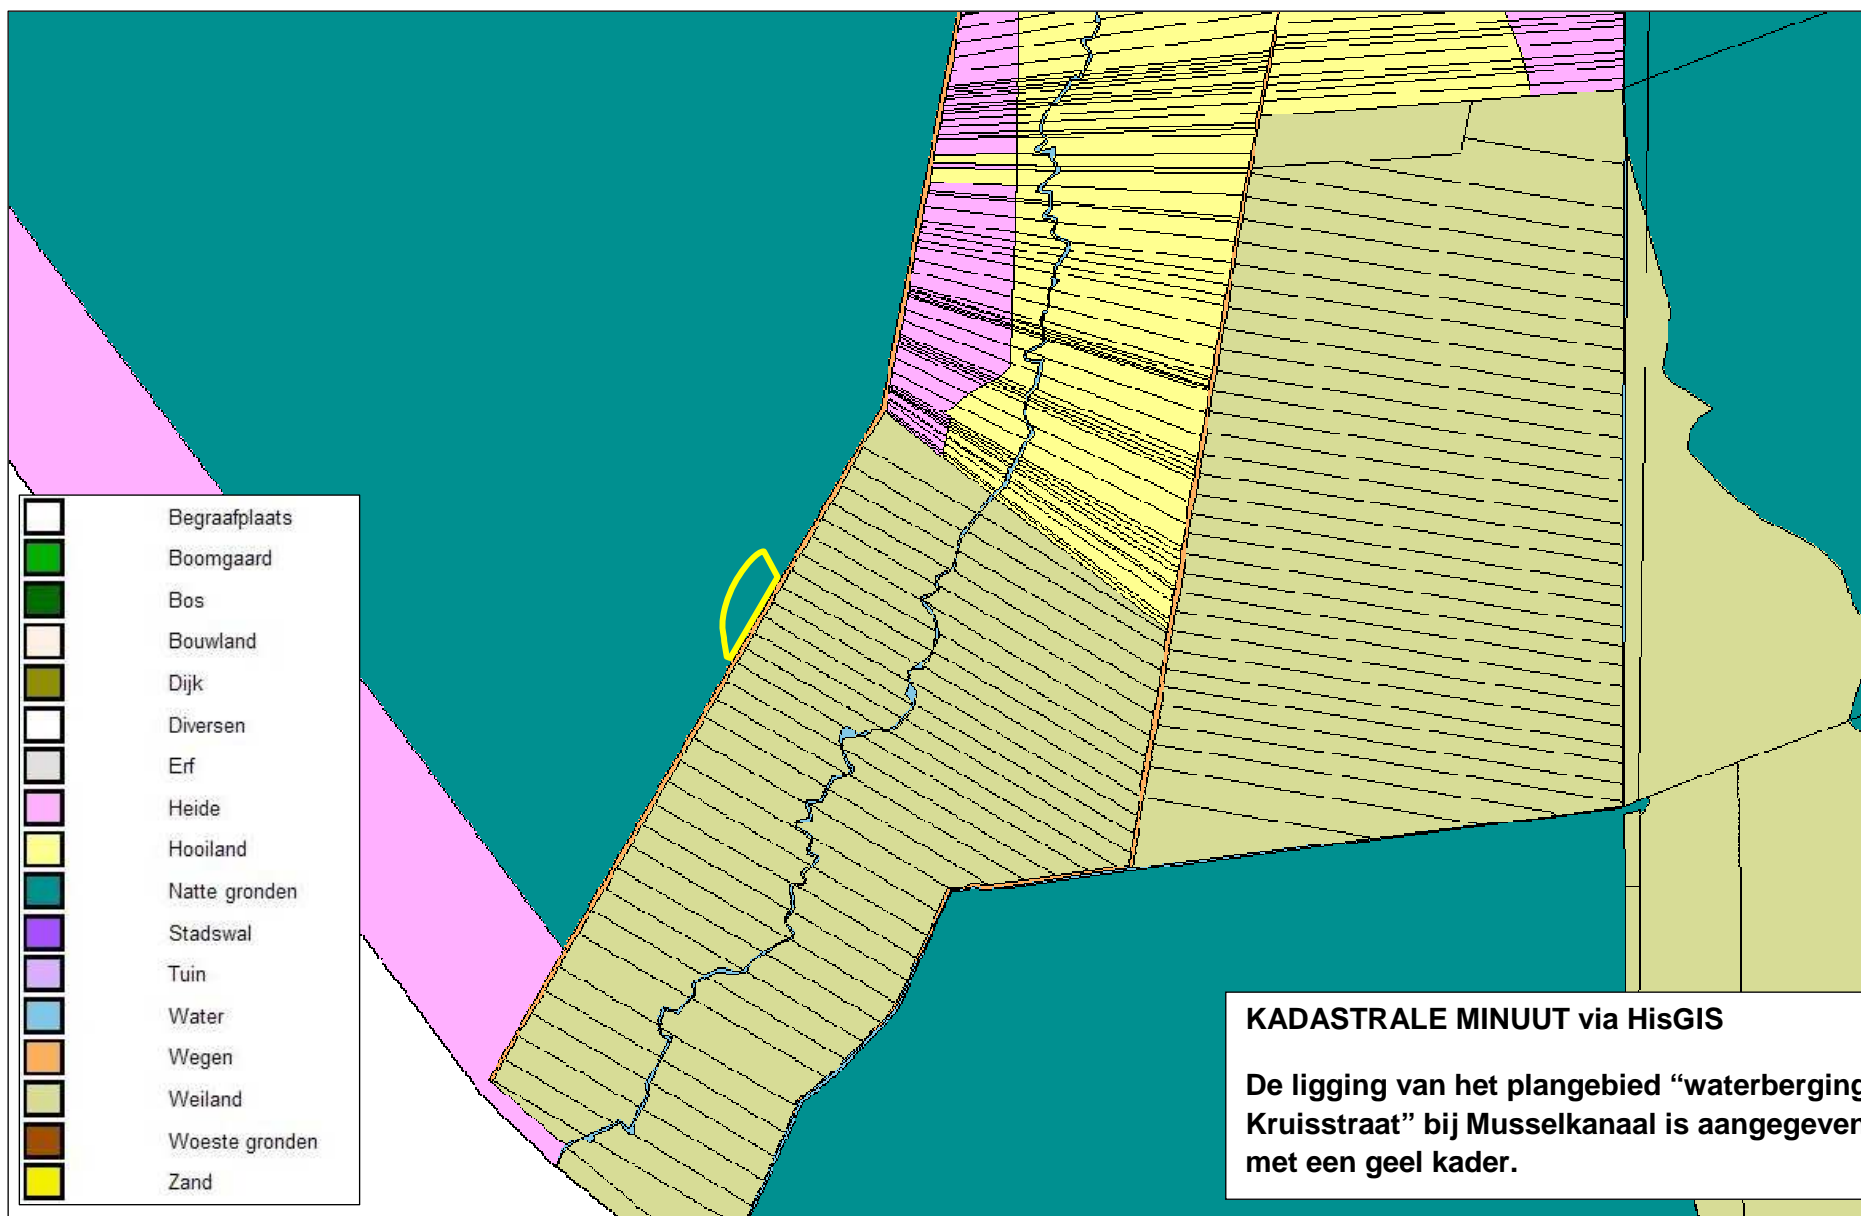 Begraafplaats
Boomgaard
Bos
Bouwland
Dijk
Diversen
Erf
Heide
Hooiland
Natte gronden
Stadswal
Tuin
Water
Wegen
Weiland
Woeste gronden
Zand
KADASTRALE MINUUT via HisGIS
De ligging van het plangebied “waterberging
Kruisstraat” bij Musselkanaal is aangegeven
met een geel kader.